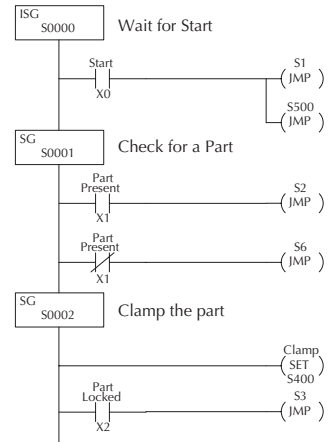 ISG
S0000
Wait for Start
Start
X0
S1
JMP
S500
JMP
SG
S0001
Check for a Part
Part
Present
X1
S2
JMP
Part
Present
X1
S6
JMP
SG
S0002
Clamp the part
Clamp
SET
S400
Part
Locked
X2
S3
JMP